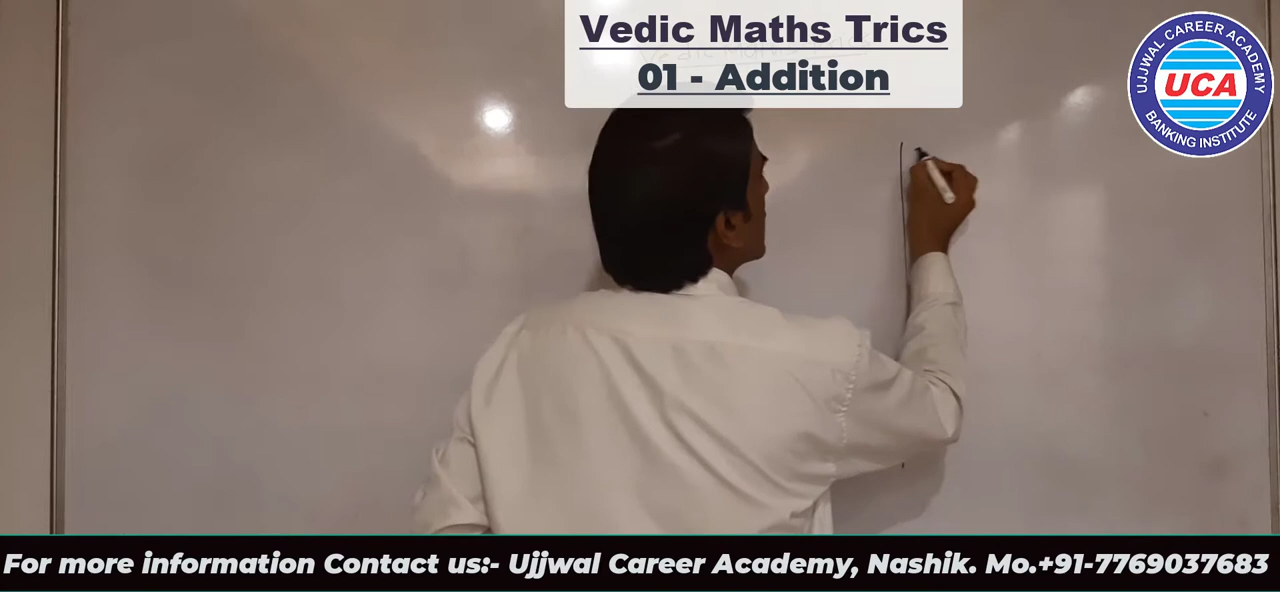 Vedic Maths Trics
01 - Addition
UJJWAL CAREER ACADEMY
UCA
BANKING INSTITUTE
For more information Contact us:- Ujjwal Career Academy, Nashik. Mo.+91-7769037683